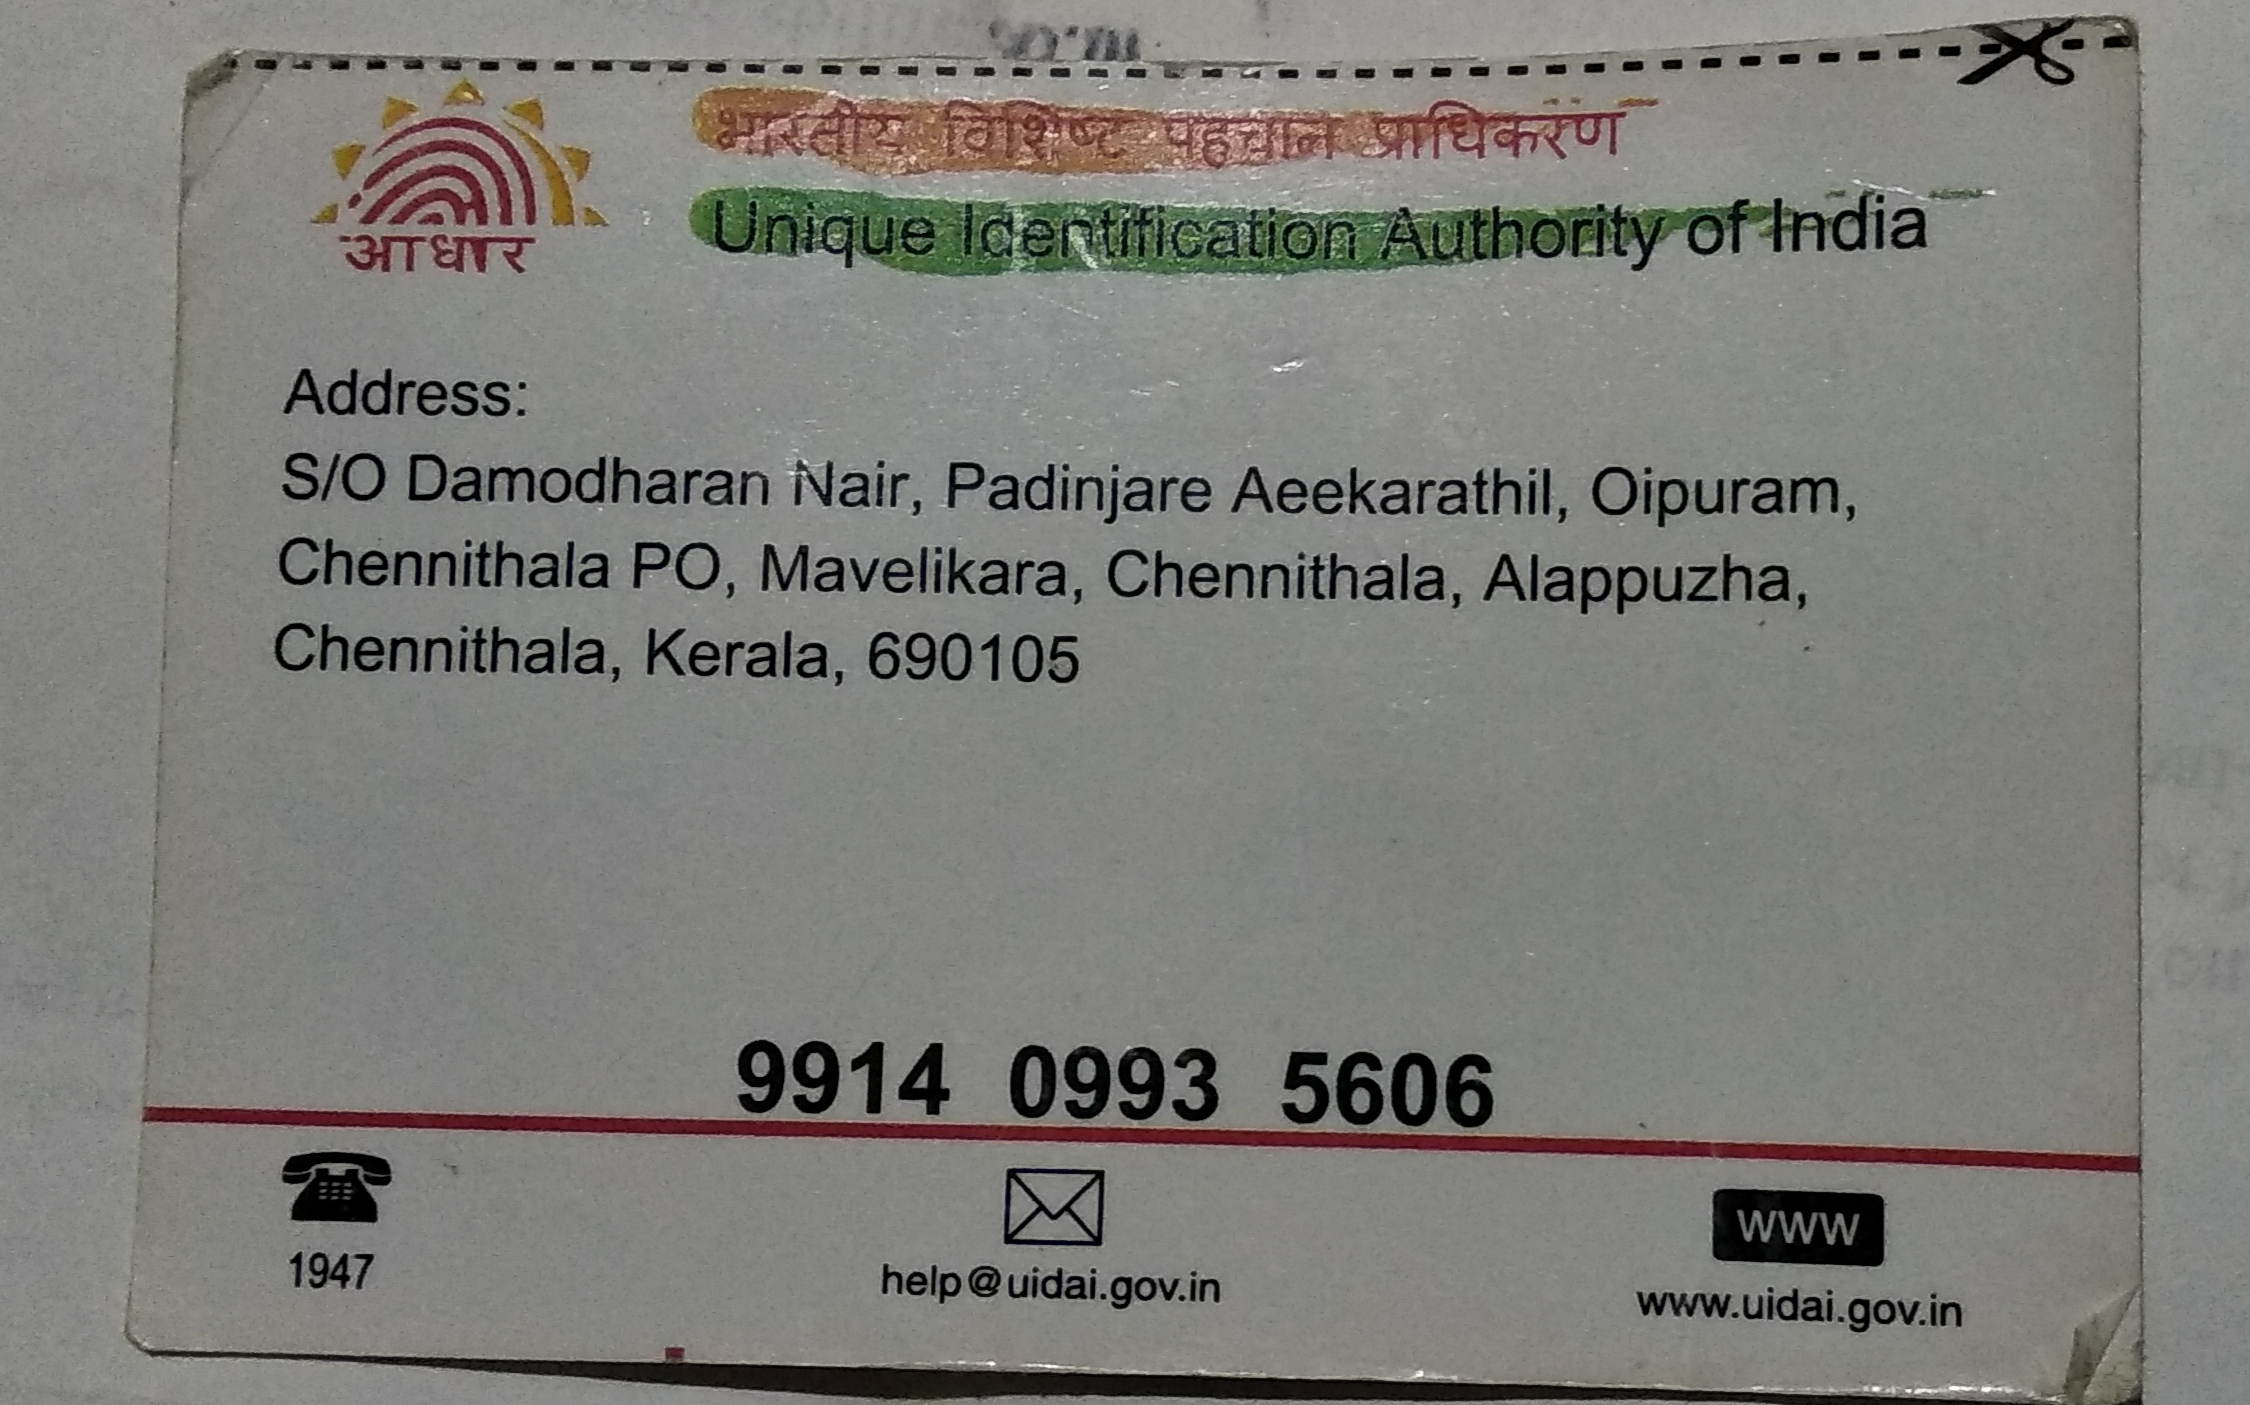 आधार
भारतीय विशिष्ट पहचान प्राधिकरण
Unique Identification Authority of India
Address:
S/O Damodharan Nair, Padinjare Aeekarathil, Oipuram,
Chennithala PO, Mavelikara, Chennithala, Alappuzha,
Chennithala, Kerala, 690105
9914 0993 5606
1947
help@uidai.gov.in
www
www.uidai.gov.in